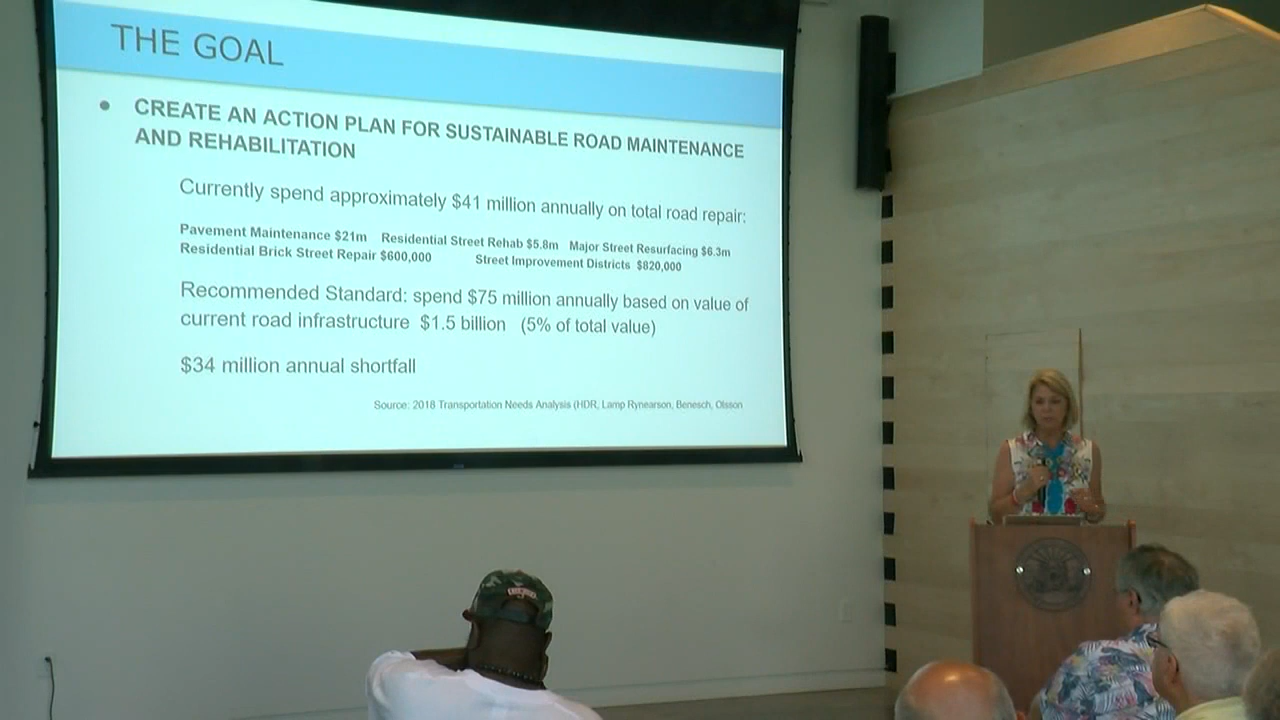 THE GOAL
• CREATE AN ACTION PLAN FOR SUSTAINABLE ROAD MAINTENANCE
AND REHABILITATION
Currently spend approximately $41 million annually on total road repair:
Pavement Maintenance $21m Residential Street Rehab $5.8m Major Street Resurfacing $6.3m
Residential Brick Street Repair $600,000 Street Improvement Districts $820,000
Recommended Standard: spend $75 million annually based on value of
current road infrastructure $1.5 billion (5% of total value)
$34 million annual shortfall
Source: 2018 Transportation Needs Analysis (HDR, Lamp Rynearson, Benesch, Olsson